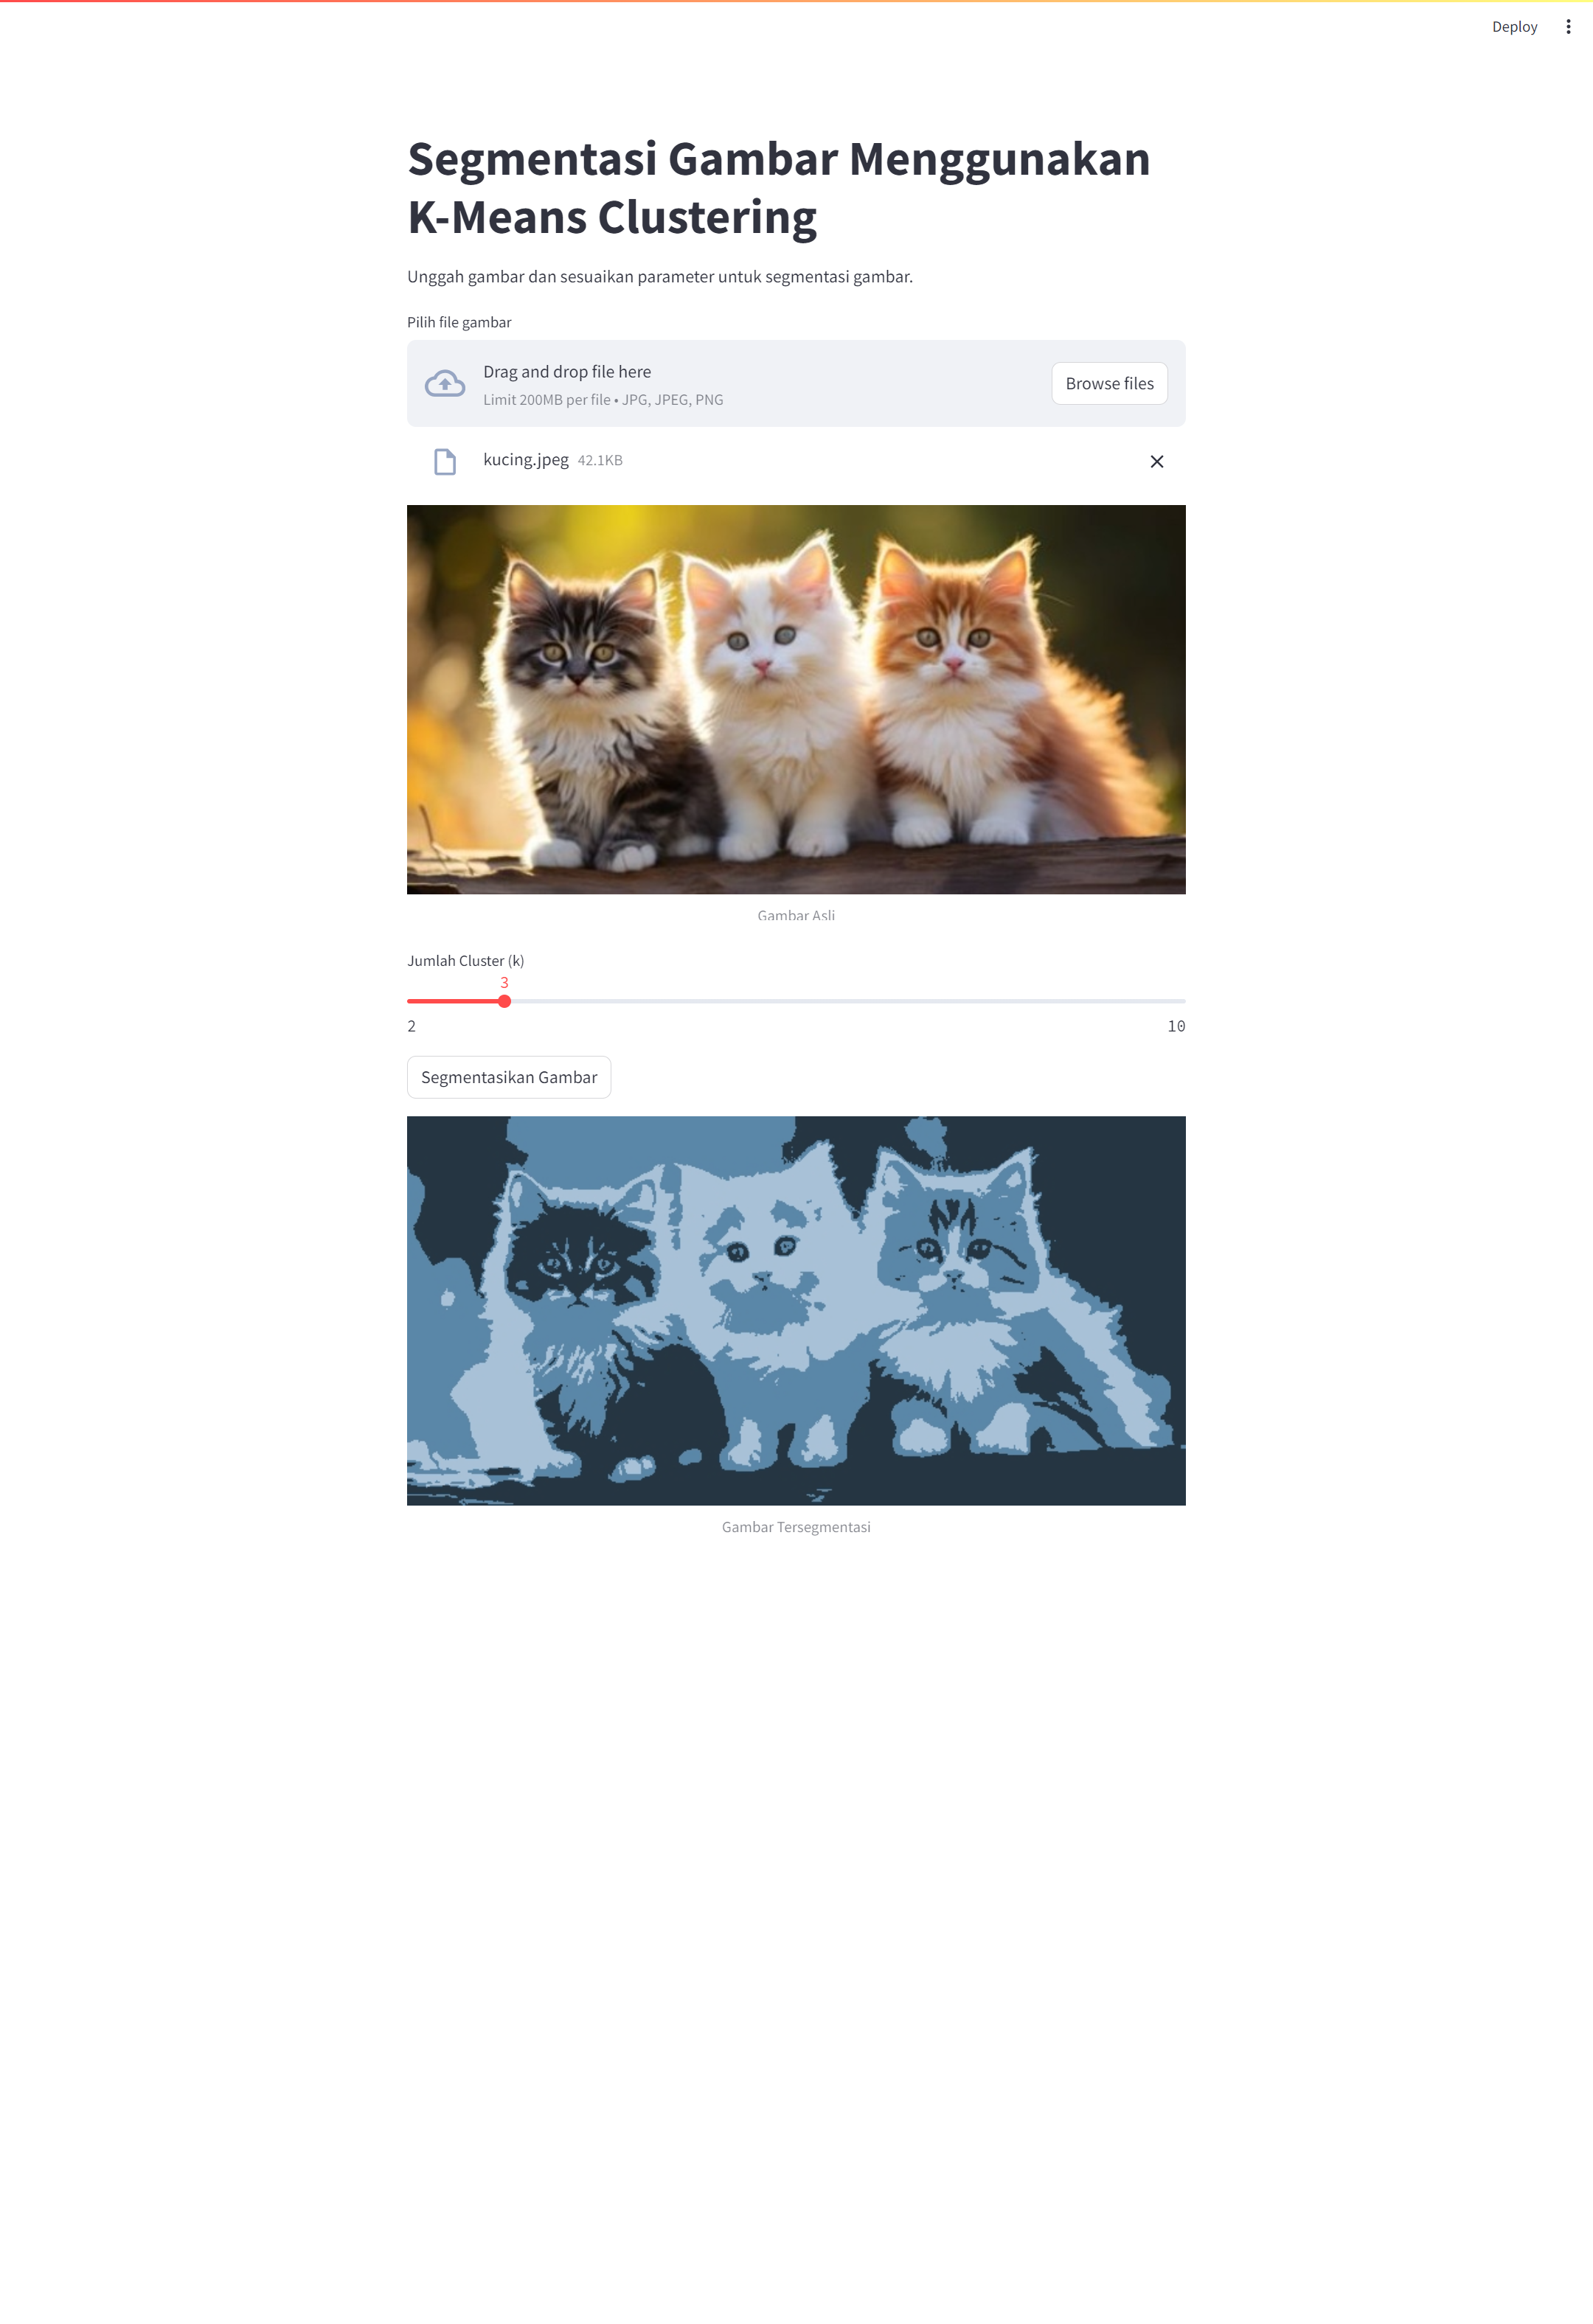 Deploy
Segmentasi Gambar Menggunakan
K-Means Clustering
Unggah gambar dan sesuaikan parameter untuk segmentasi gambar.
Pilih file gambar
Drag and drop file here
Limit 200MB per file • JPG, JPEG, PNG
Browse files
kucing.jpeg 42.1KB
Gambar Asli
Jumlah Cluster (k)
3
2 10
Segmentasikan Gambar
Gambar Tersegmentasi